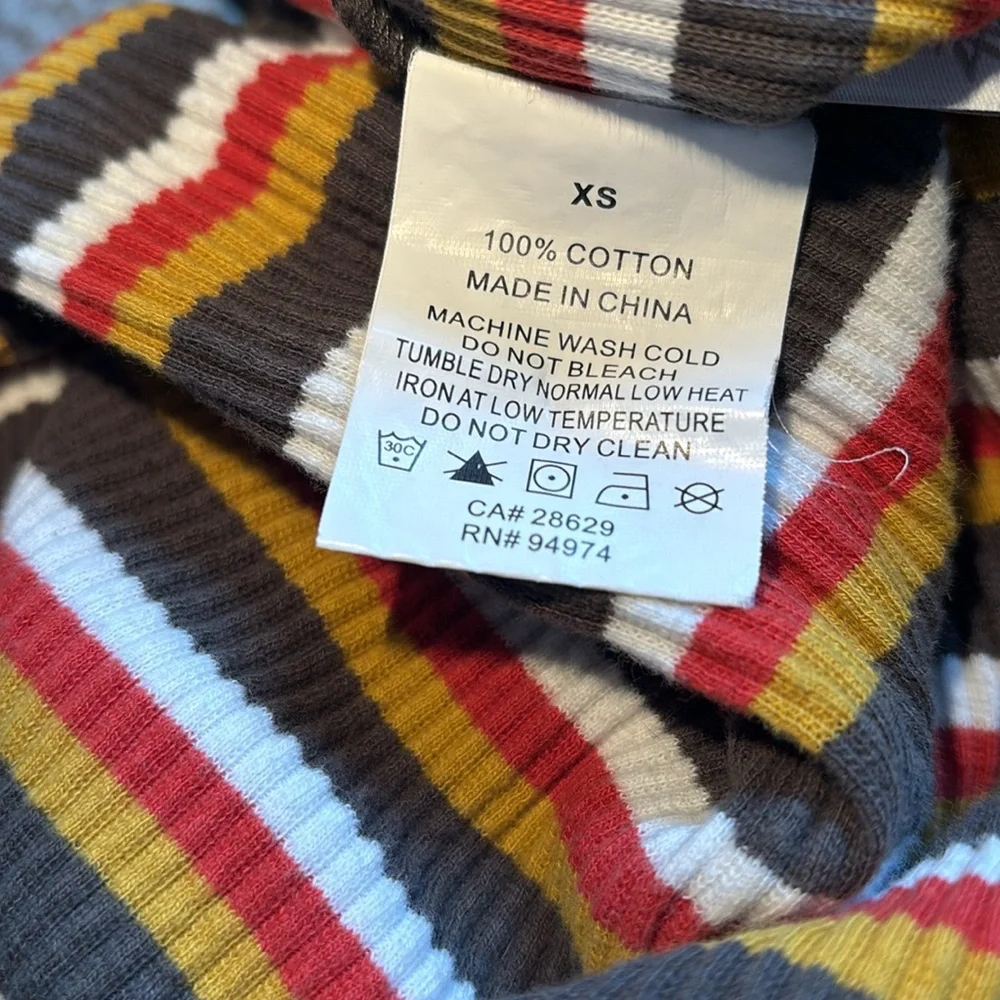 XS
100% COTTON
MADE IN CHINA
MACHINE WASH COLD
DO NOT BLEACH
TUMBLE DRY NORMAL LOW HEAT
IRON AT LOW TEMPERATURE
DO NOT DRY CLEAN
30C
CA# 28629
RN# 94974